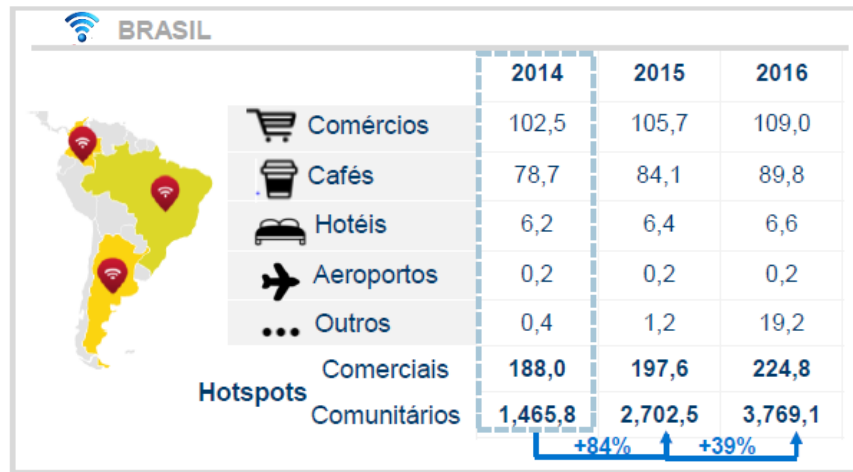 BRASIL
2014 2015 2016
Comércios 102,5 105,7 109,0
Cafés 78,7 84,1 89,8
Hotéis 6,2 6,4 6,6
Aeroportos 0,2 0,2 0,2
... Outros 0,4 1,2 19,2
Hotspots
Comerciais 188,0 197,6 224,8
Comunitários 1,465,8 2,702,5 3,769,1
+84% +39%